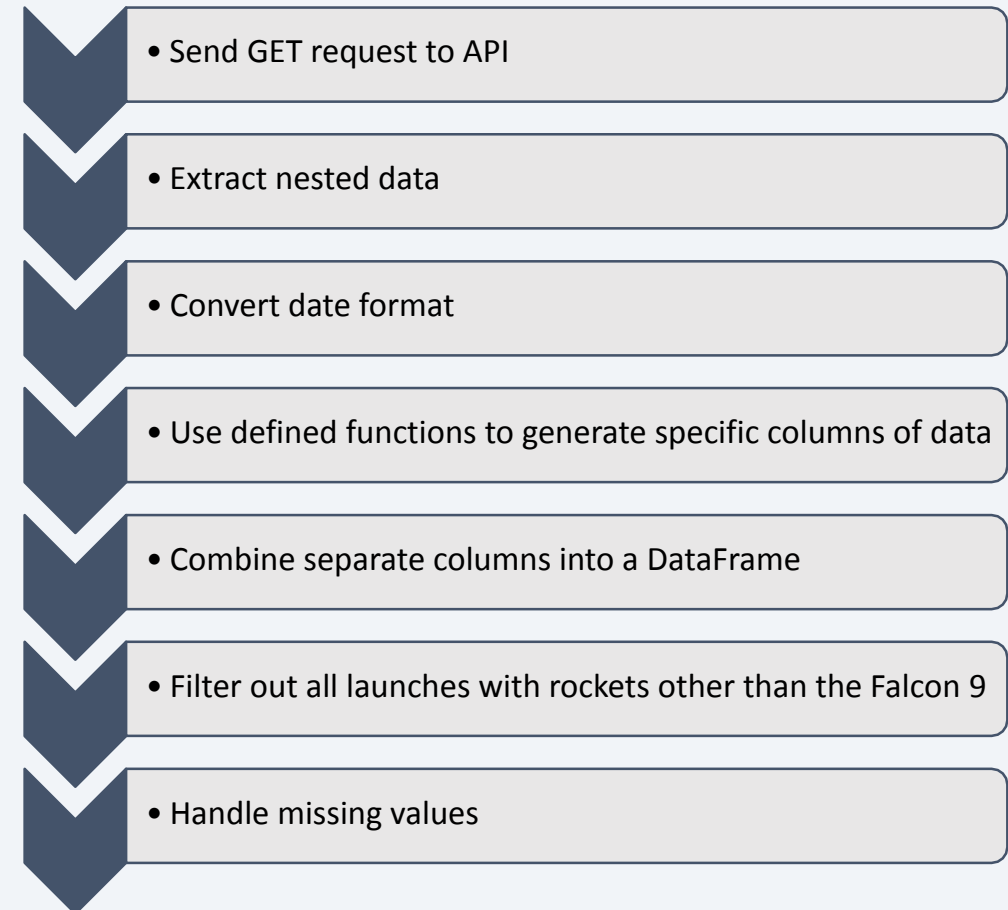 • Send GET request to API
• Extract nested data
• Convert date format
• Use defined functions to generate specific columns of data
• Combine separate columns into a DataFrame
• Filter out all launches with rockets other than the Falcon 9
• Handle missing values